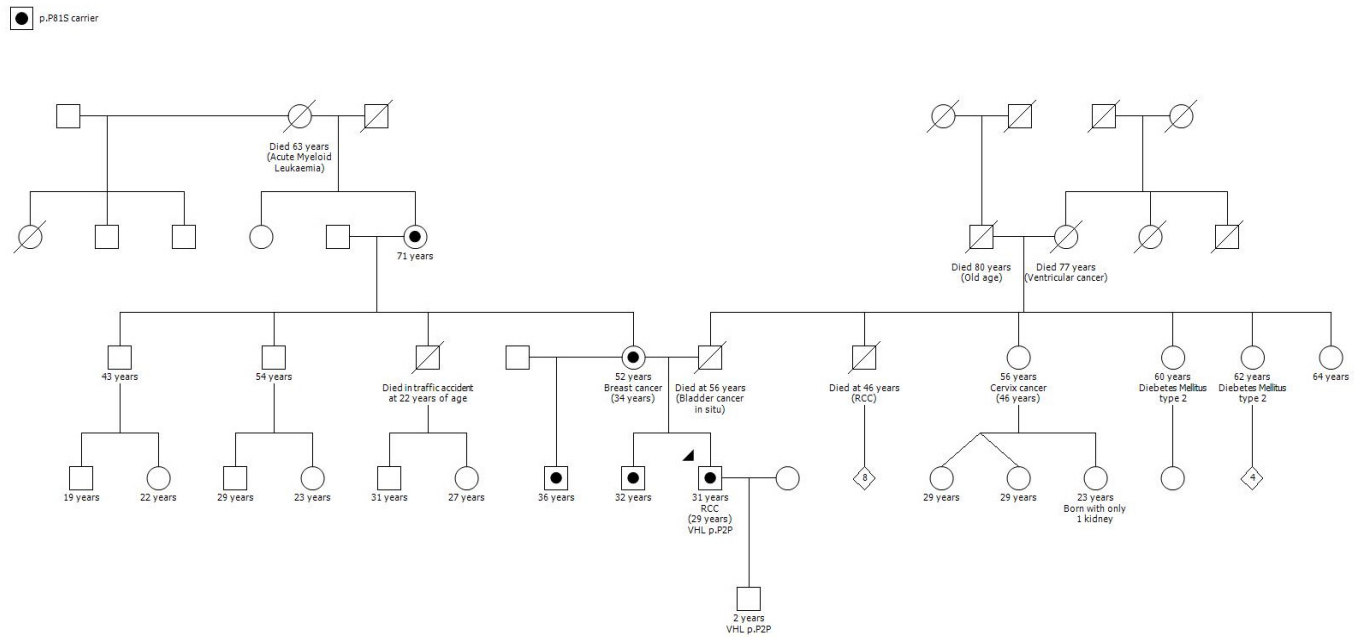 p.P81S carrier
Died 63 years
(Acute Myeloid
Leukaemia)
71 years
Died 80 years
(Old age)
Died 77 years
(Ventricular cancer)
43 years
54 years
Died in traffic accident
at 22 years of age
52 years
Breast cancer
(34 years)
Died at 56 years
(Bladder cancer
in situ)
Died at 46 years
(RCC)
56 years
Cervix cancer
(46 years)
60 years
Diebetes Mellitus
type 2
62 years
Diabetes Mellitus
type 2
64 years
19 years
22 years
29 years
23 years
31 years
27 years
36 years
32 years
31 years
RCC
(29 years)
VHL p.P2P
8
29 years
29 years
23 years
Born with only
1 kidney
4
2 years
VHL p.P2P